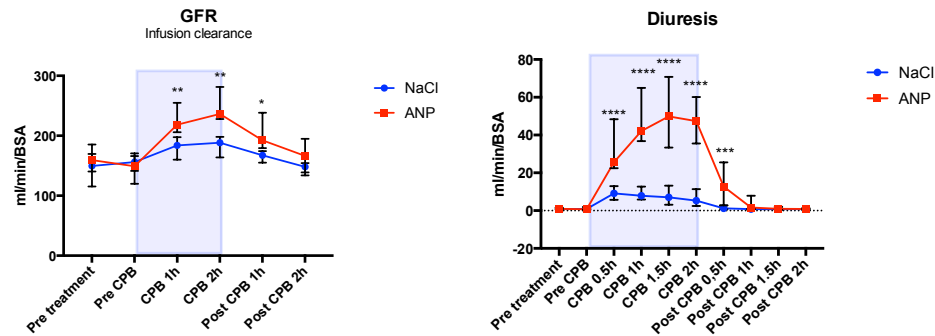 GFR
Infusion clearance
ml/min/BSA
300
200
100
0
**
**
*
NaCl
ANP
Pre treatment
Pre CPB
CPB 1h
CPB 2h
Post CPB 1h
Post CPB 2h
Diuresis
ml/min/BSA
80
60
40
20
0
-20
****
****
****
****
***
NaCl
ANP
Pre treatment
Pre CPB
CPB 0.5h
CPB 1h
CPB 1.5h
CPB 2h
Post CPB 0,5h
Post CPB 1h
Post CPB 1.5h
Post CPB 2h